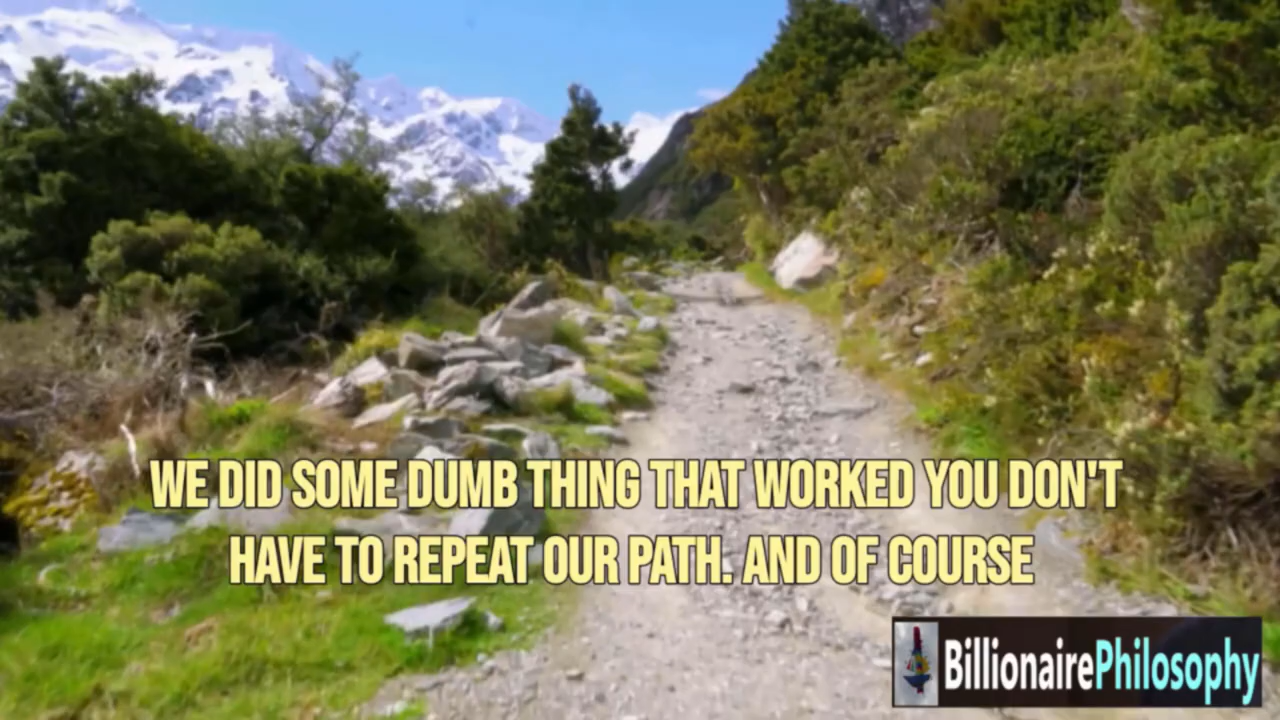 WE DID SOME DUMB THING THAT WORKED YOU DON'T
HAVE TO REPEAT OUR PATH. AND OF COURSE
BillionairePhilosophy